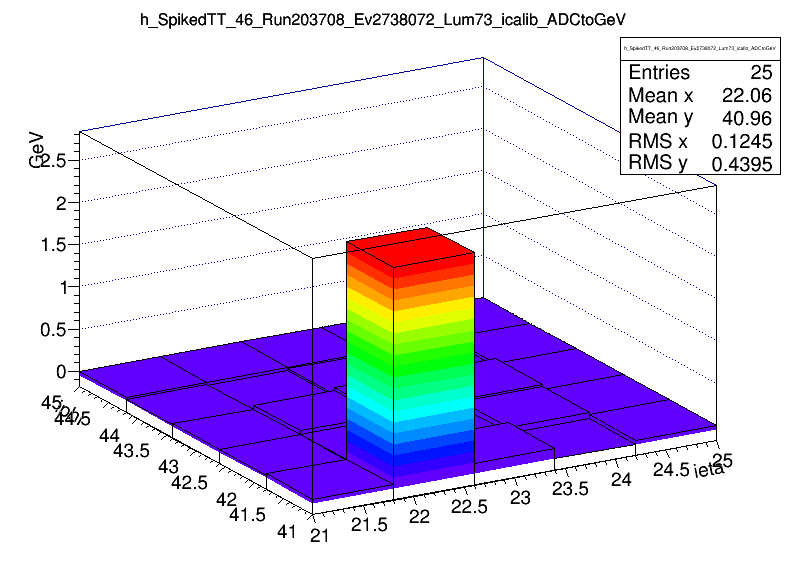 h_SpikedTT_46_Run203708_Ev2738072_Lum73_icalib_ADCtoGeV
h_SpikedTT_46_Run203708_Ev2738072_Lum73_icalib_ADCtoGeV
Entries 25
Mean x 22.06
Mean y 40.96
RMS x 0.1245
RMS y 0.4395
GeV
2.5
2
1.5
1
0.5
0
45
44.5
44
43.5
43
42.5
42
41.5
41
21
21.5
22
22.5
23
23.5
24
24.5
25
ieta